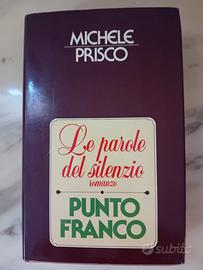 MICHELE
PRISCO
Le parole
del silenzio
romanzo
PUNTO
FRANCO
subito